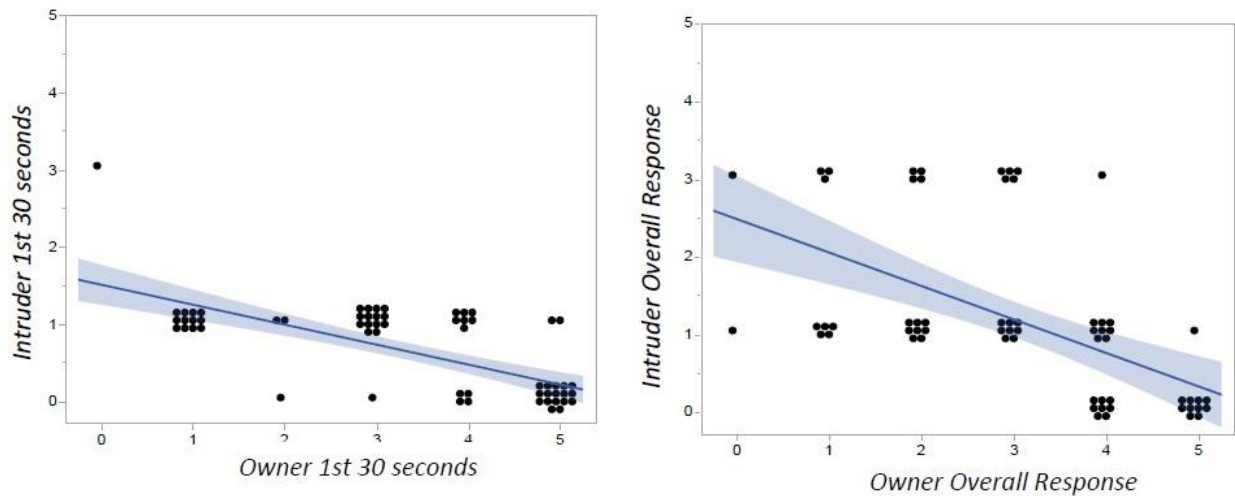 Intruder 1st 30 seconds
5
4
3
2
1
0
0 1 2 3 4 5
Owner 1st 30 seconds
Intruder Overall Response
5
4
3
2
1
0
0 1 2 3 4 5
Owner Overall Response